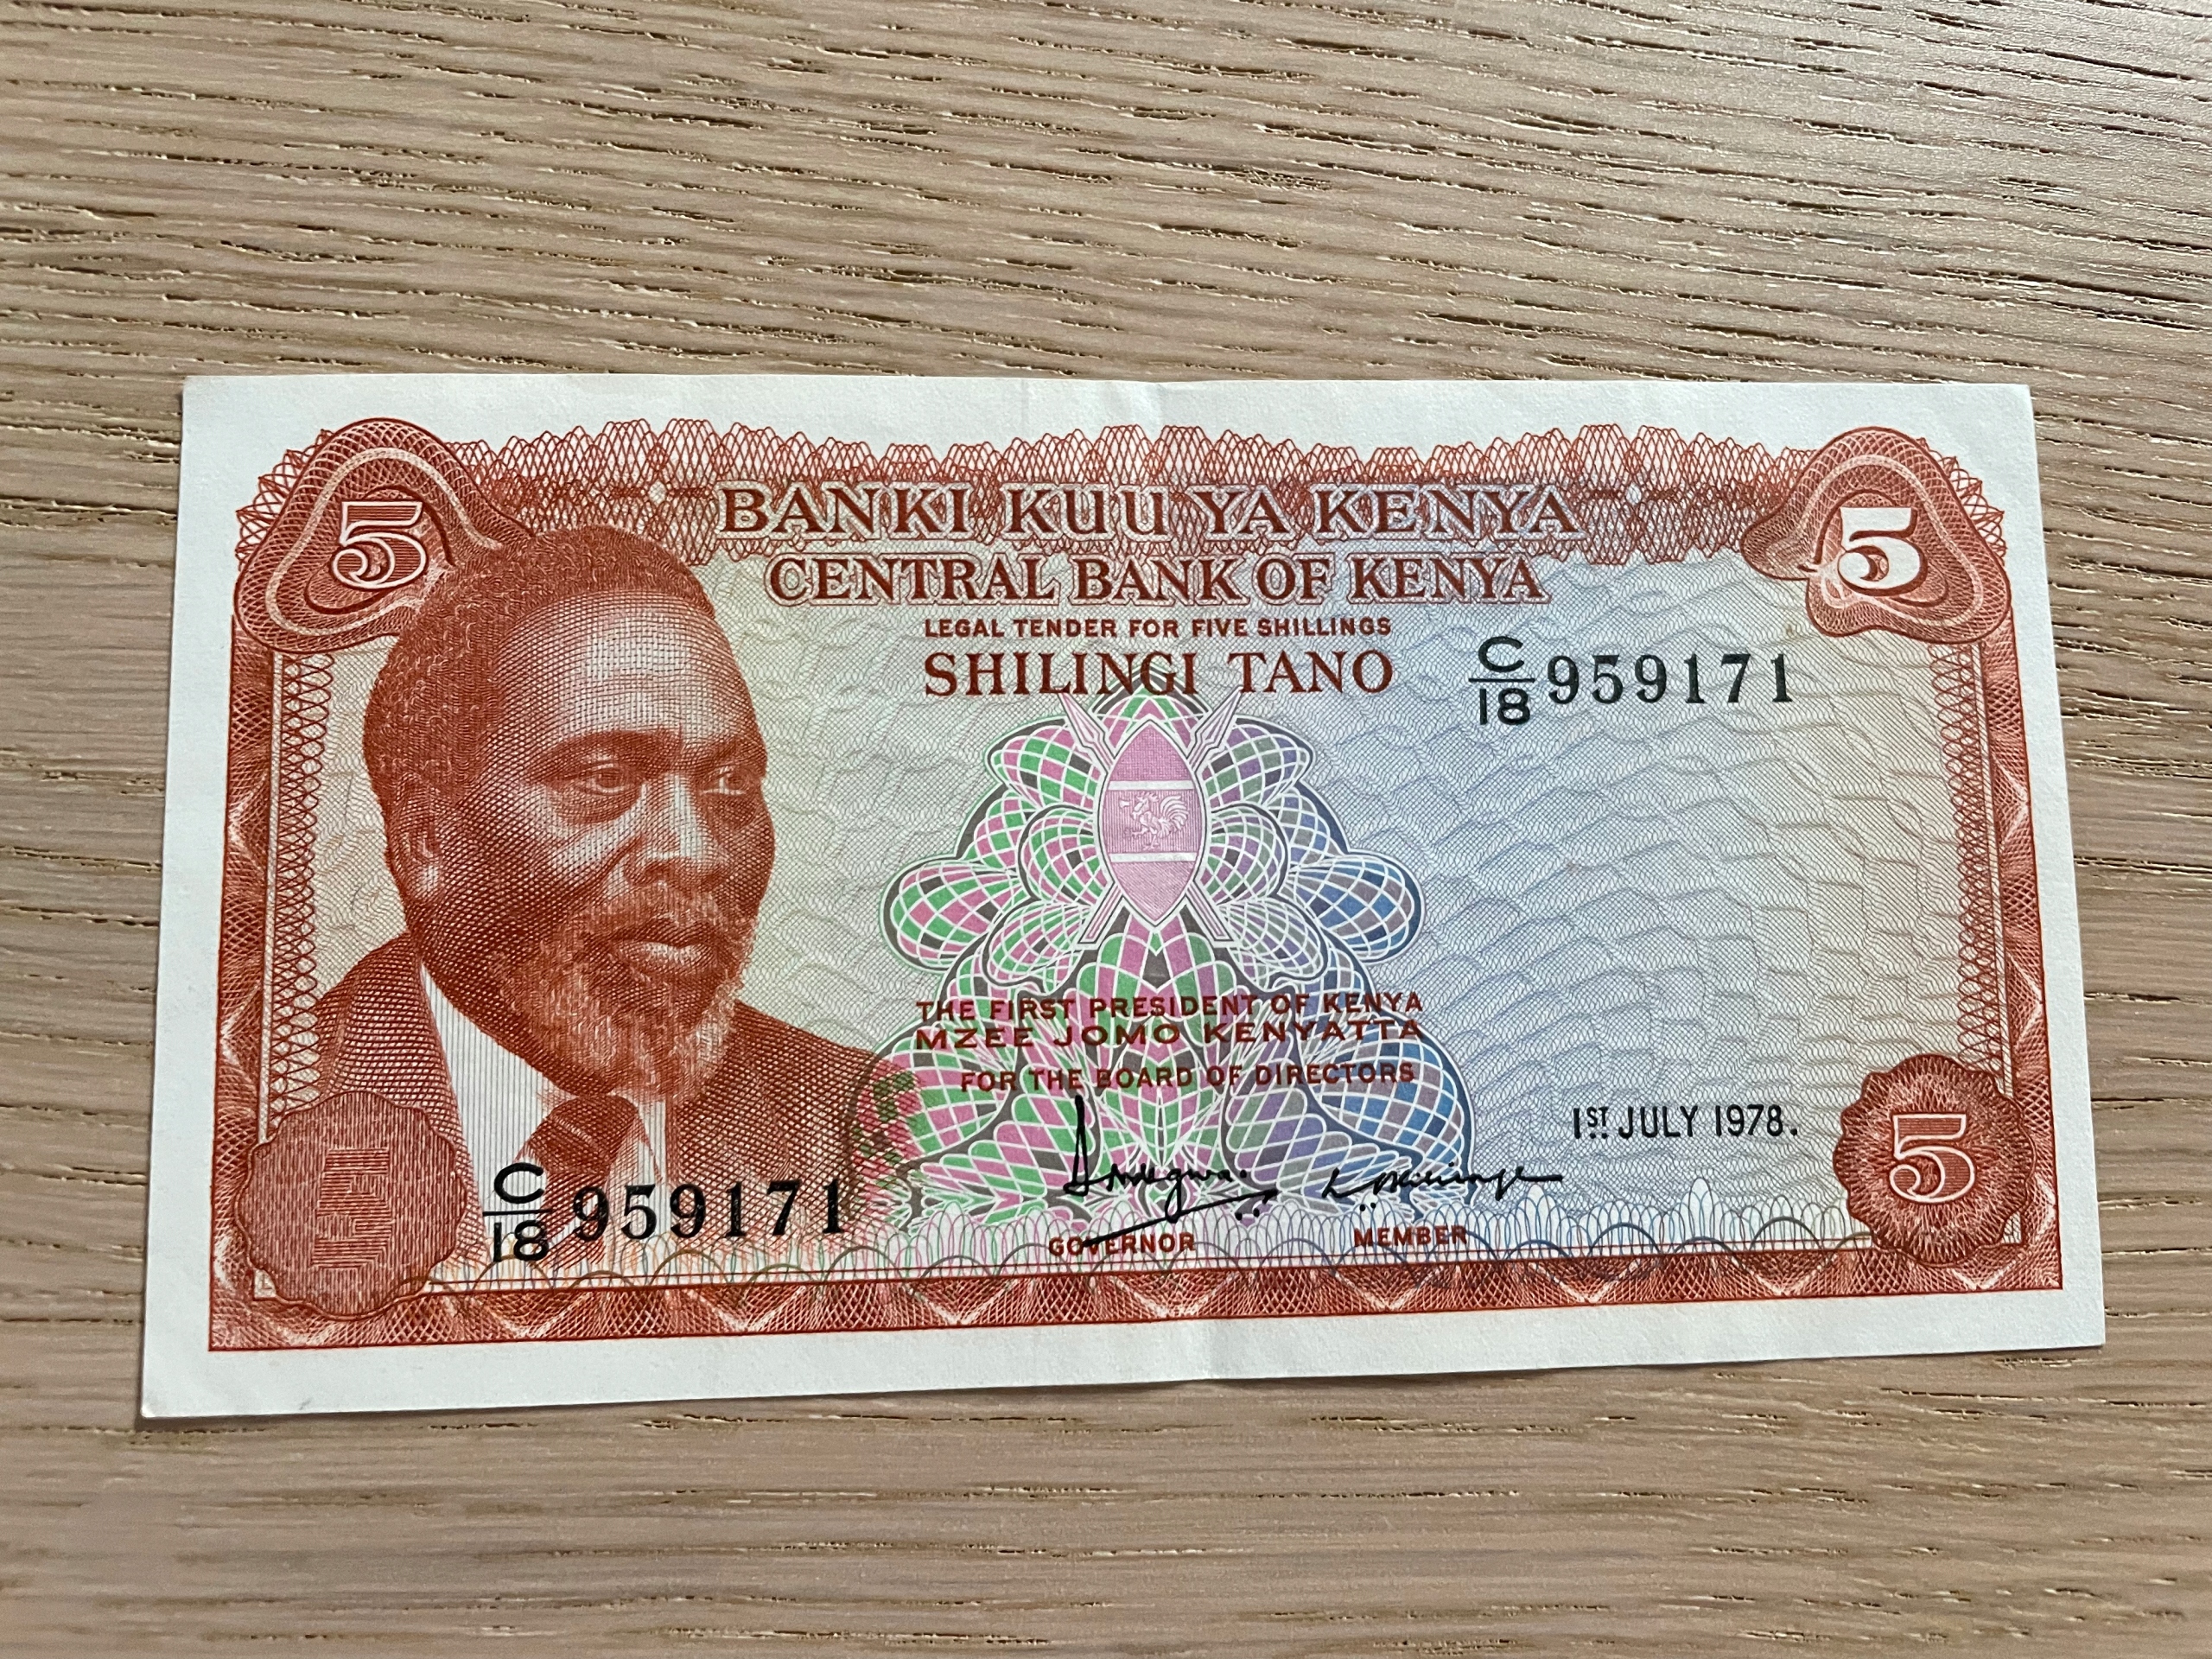 5
5
BANKI KUU YA KENYA
CENTRAL BANK OF KENYA
LEGAL TENDER FOR FIVE SHILLINGS
SHILINGI TANO
C/18 959171
THE FIRST PRESIDENT OF KENYA
MZEE JOMO KENYATTA
FOR THE BOARD OF DIRECTORS
1ST JULY 1978.
5
C/18 959171
GOVERNOR
MEMBER